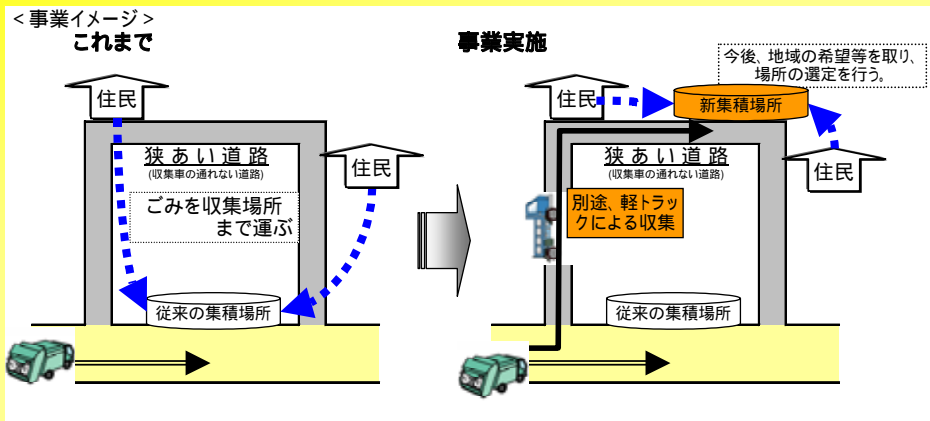 <事業イメージ>
これまで
住民
狭あい道路
(収集車の通れない道路)
住民
ごみを収集場所
まで運ぶ
従来の集積場所
事業実施
今後、地域の希望等を取り、
場所の選定を行う。
住民
新集積場所
狭あい道路
(収集車の通れない道路)
住民
別途、軽トラッ
クによる収集
従来の集積場所